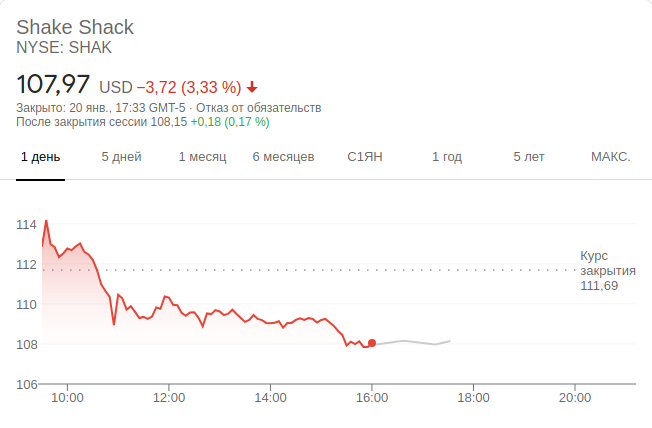 Shake Shack
NYSE: SHAK
107,97 USD −3,72 (3,33 %)
Закрыто: 20 янв., 17:33 GMT-5 · Отказ от обязательств
После закрытия сессии 108,15 +0,18 (0,17 %)
1 день 5 дней 1 месяц 6 месяцев С1ЯН 1 год 5 лет МАКС.
114
112
110
108
106
Курс
закрытия
111,69
10:00 12:00 14:00 16:00 18:00 20:00